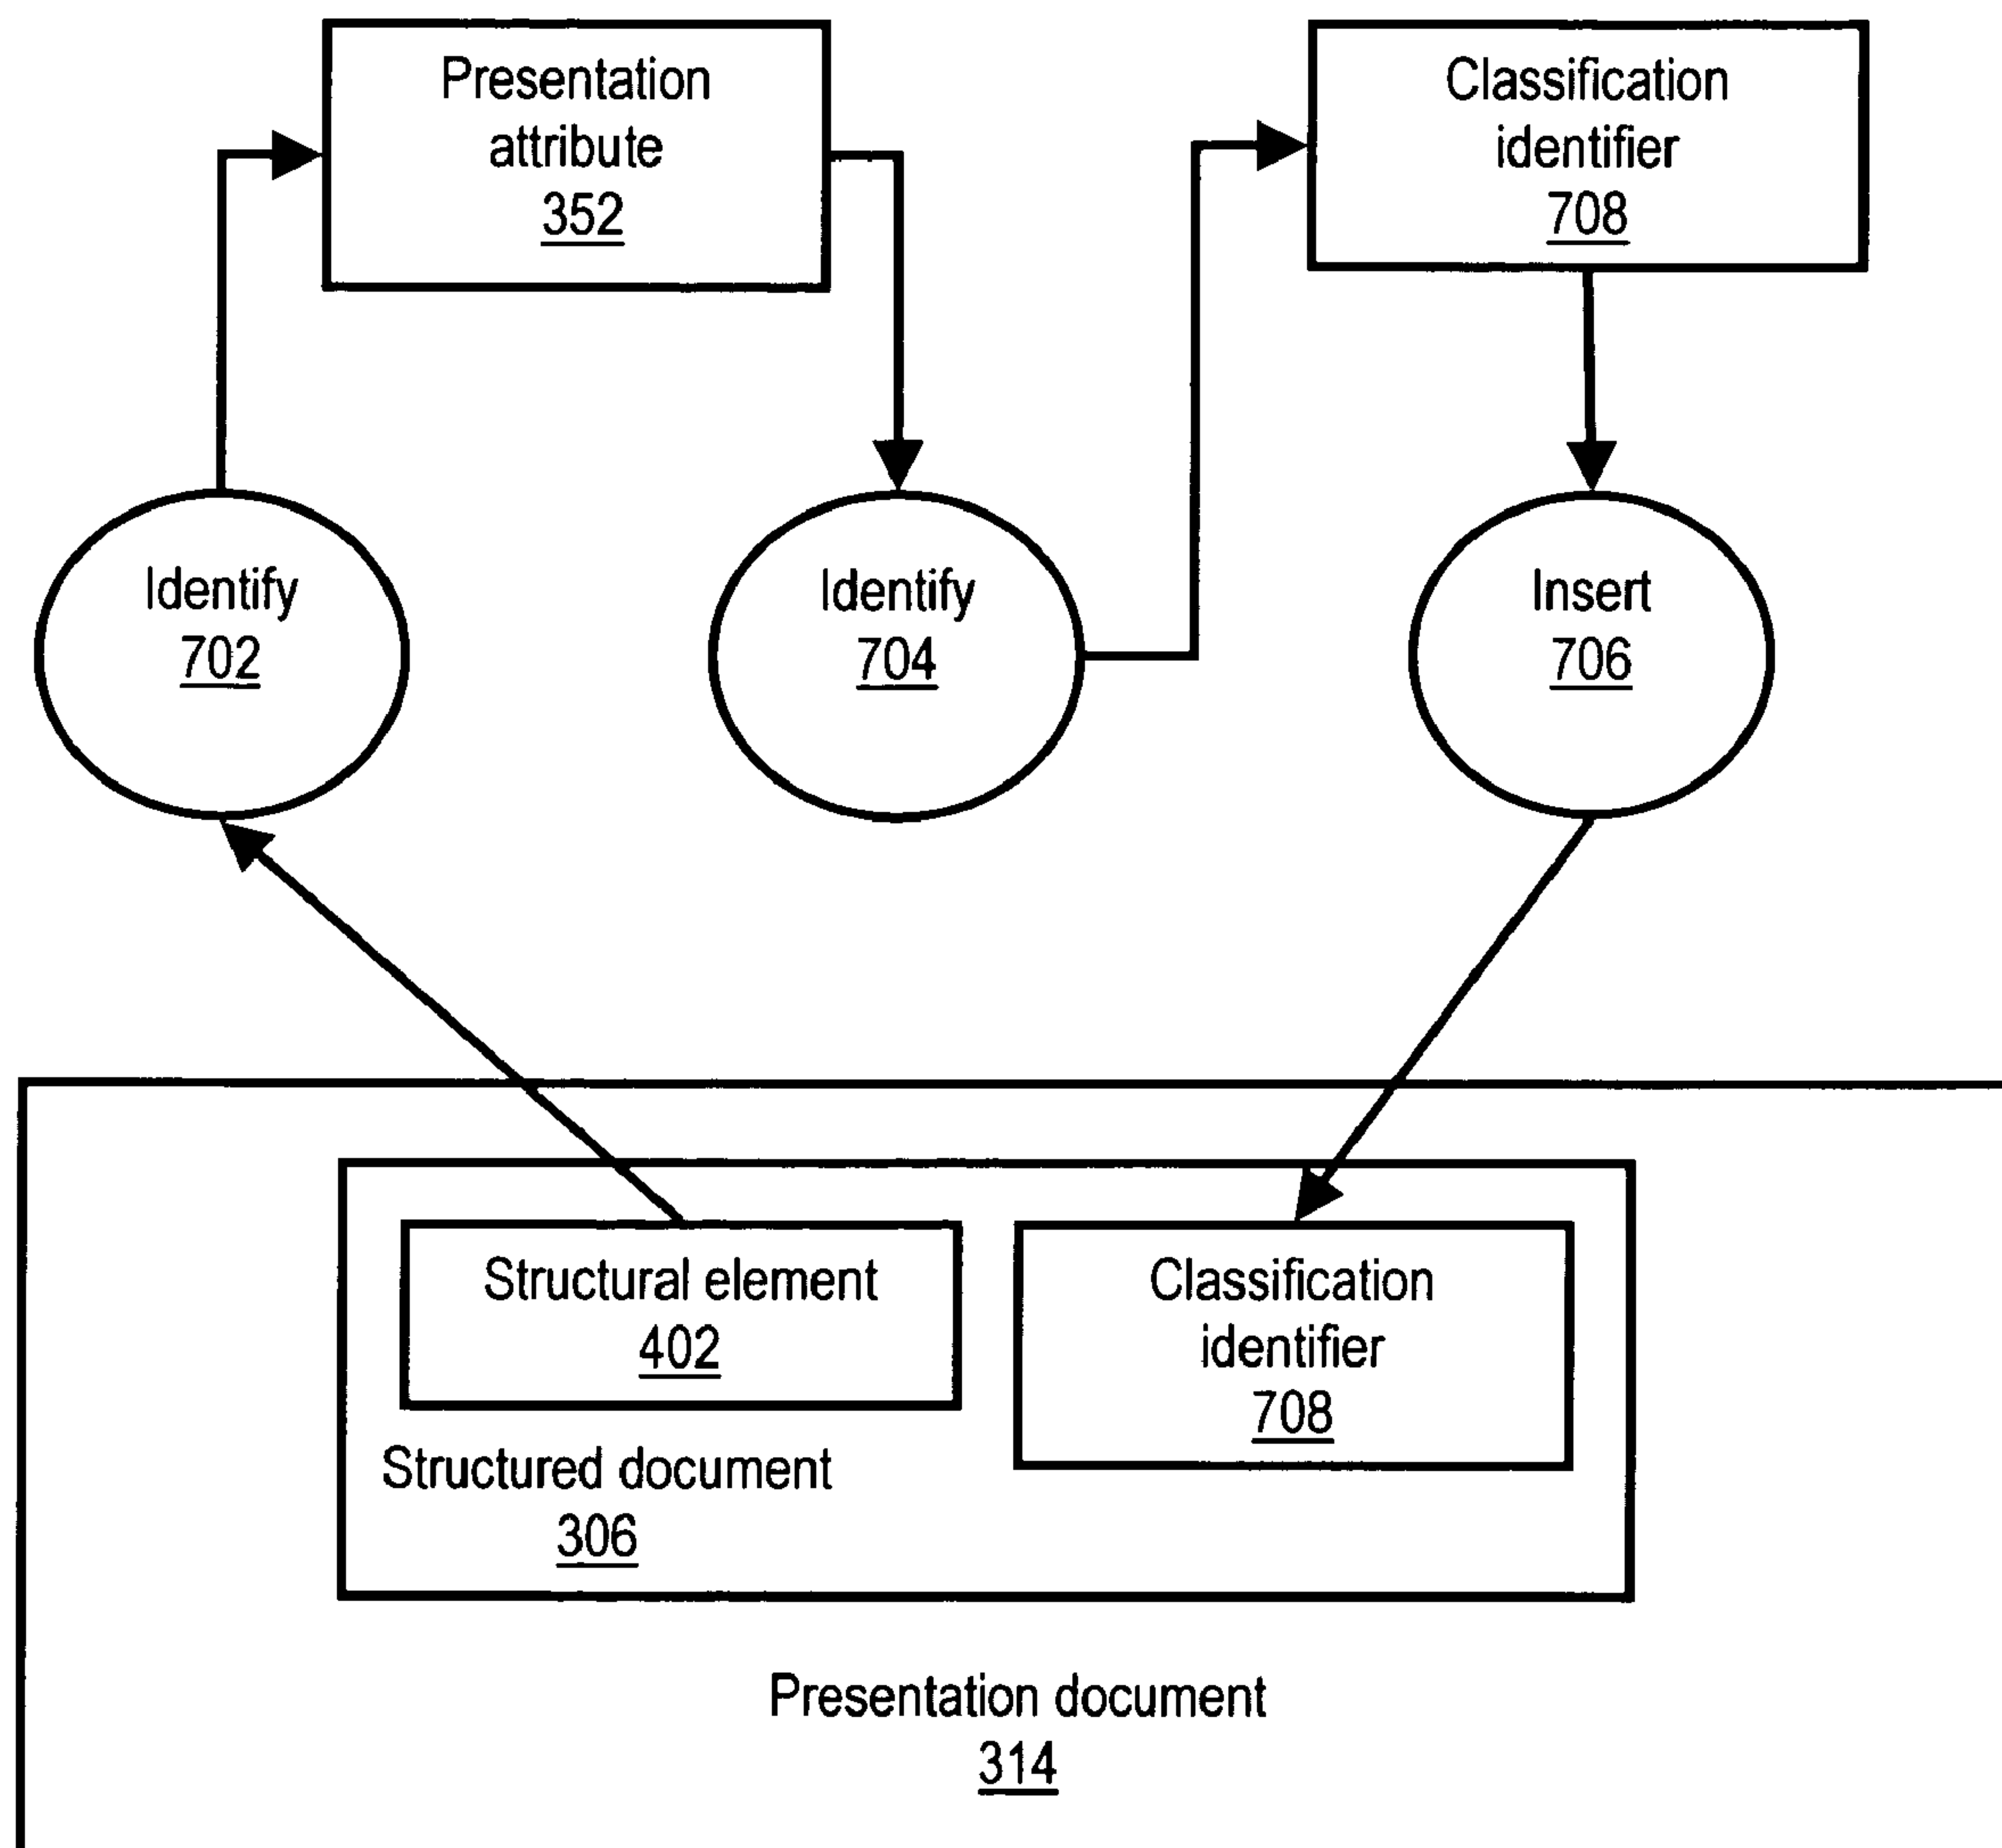 Presentation
attribute
352
Classification
identifier
708
Identify
702
Identify
704
Insert
706
Structural element
402
Classification
identifier
708
Structured document
306
Presentation document
314